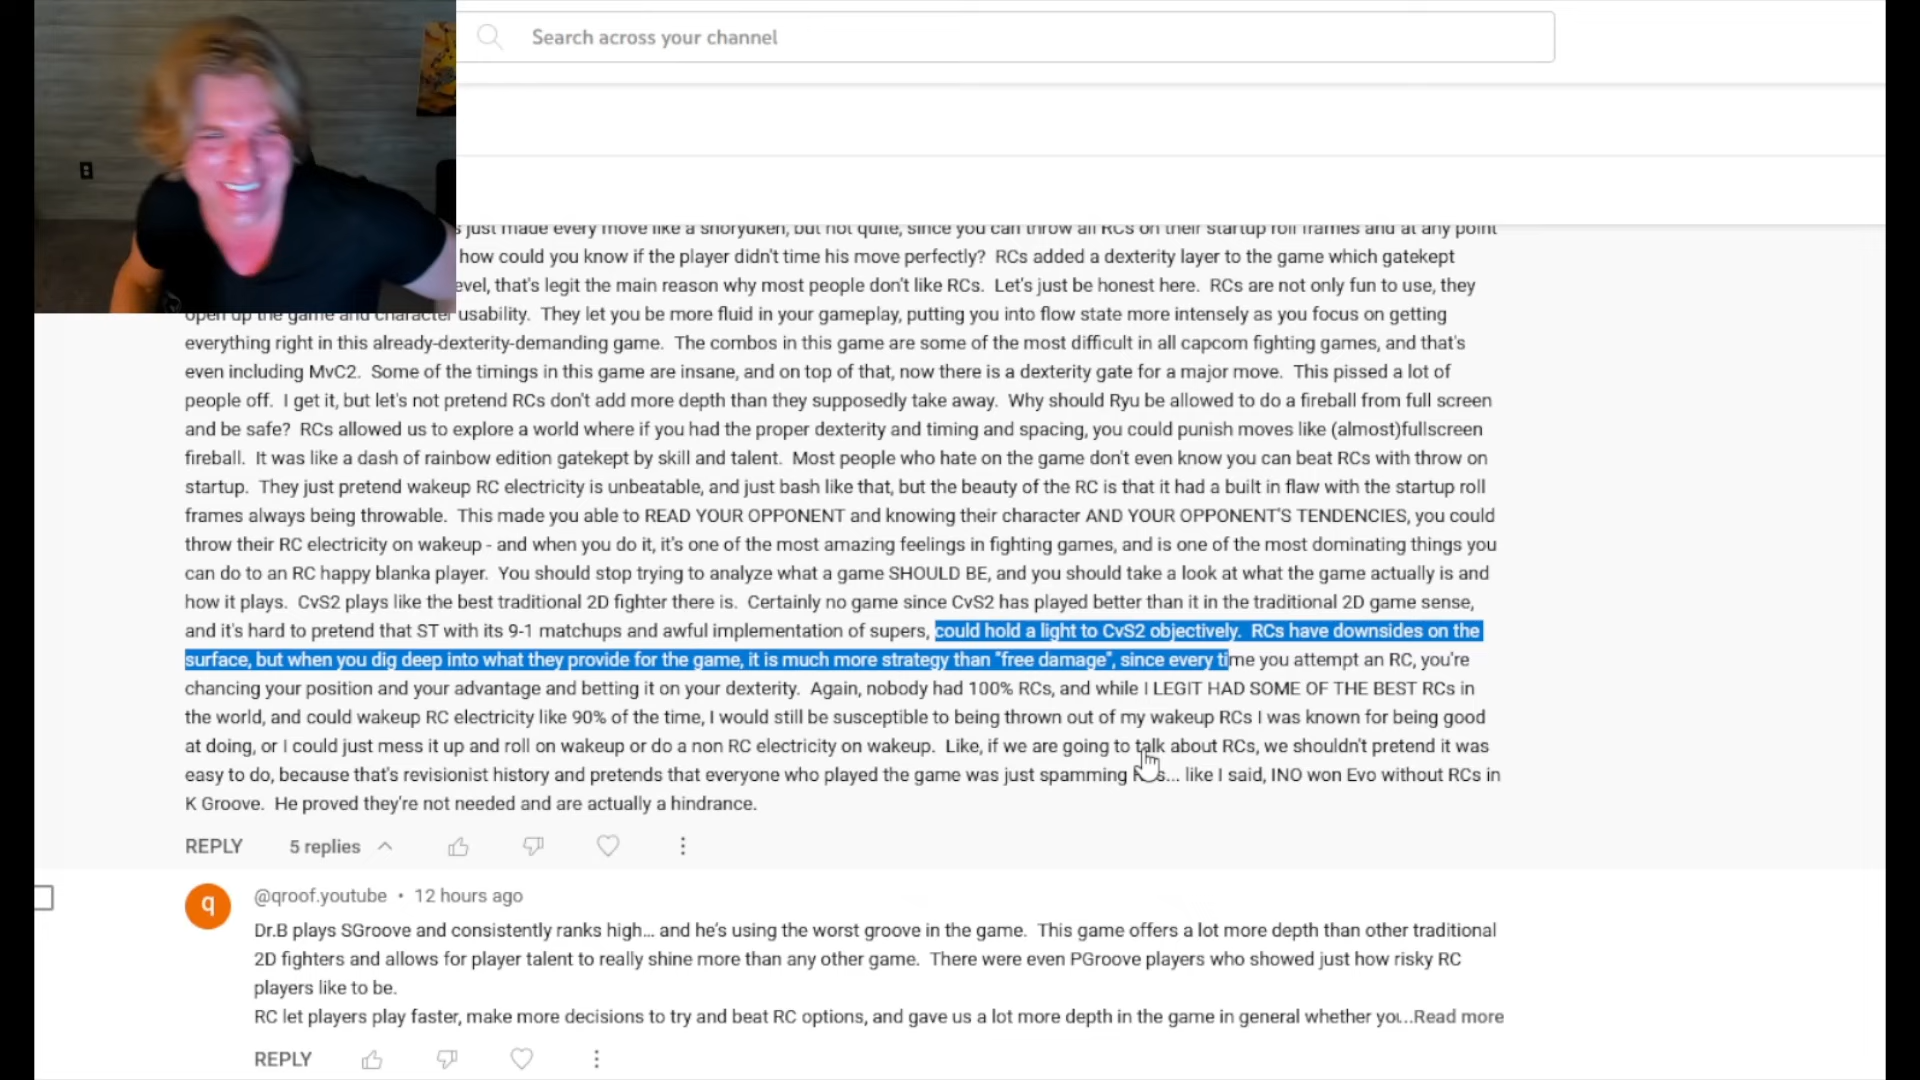 Search across your channel
just made every move like a shoryuken, but not quite, since you can throw all RCs on their startup roll frames and at any point
how could you know if the player didn't time his move perfectly?  RCs added a dexterity layer to the game which gatekept
evel, that's legit the main reason why most people don't like RCs.  Let's just be honest here.  RCs are not only fun to use, they
open up the game and character usability.  They let you be more fluid in your gameplay, putting you into flow state more intensely as you focus on getting
everything right in this already-dexterity-demanding game.  The combos in this game are some of the most difficult in all capcom fighting games, and that's
even including MvC2.  Some of the timings in this game are insane, and on top of that, now there is a dexterity gate for a major move.  This pissed a lot of
people off.  I get it, but let's not pretend RCs don't add more depth than they supposedly take away.  Why should Ryu be allowed to do a fireball from full screen
and be safe?  RCs allowed us to explore a world where if you had the proper dexterity and timing and spacing, you could punish moves like (almost)fullscreen
fireball.  It was like a dash of rainbow edition gatekept by skill and talent.  Most people who hate on the game don't even know you can beat RCs with throw on
startup.  They just pretend wakeup RC electricity is unbeatable, and just bash like that, but the beauty of the RC is that it had a built in flaw with the startup roll
frames always being throwable.  This made you able to READ YOUR OPPONENT and knowing their character AND YOUR OPPONENT'S TENDENCIES, you could
throw their RC electricity on wakeup - and when you do it, it's one of the most amazing feelings in fighting games, and is one of the most dominating things you
can do to an RC happy blanka player.  You should stop trying to analyze what a game SHOULD BE, and you should take a look at what the game actually is and
how it plays.  CvS2 plays like the best traditional 2D fighter there is.  Certainly no game since CvS2 has played better than it in the traditional 2D game sense,
and it's hard to pretend that ST with its 9-1 matchups and awful implementation of supers, could hold a light to CvS2 objectively.  RCs have downsides on the
surface, but when you dig deep into what they provide for the game, it is much more strategy than "free damage", since every time you attempt an RC, you're
chancing your position and your advantage and betting it on your dexterity.  Again, nobody had 100% RCs, and while I LEGIT HAD SOME OF THE BEST RCs in
the world, and could wakeup RC electricity like 90% of the time, I would still be susceptible to being thrown out of my wakeup RCs I was known for being good
at doing, or I could just mess it up and roll on wakeup or do a non RC electricity on wakeup.  Like, if we are going to talk about RCs, we shouldn't pretend it was
easy to do, because that's revisionist history and pretends that everyone who played the game was just spamming ... like I said, INO won Evo without RCs in
K Groove.  He proved they're not needed and are actually a hindrance.
REPLY 5 replies
q
@qroof.youtube • 12 hours ago
Dr.B plays SGroove and consistently ranks high... and he's using the worst groove in the game.  This game offers a lot more depth than other traditional
2D fighters and allows for player talent to really shine more than any other game.  There were even PGroove players who showed just how risky RC
players like to be.
RC let players play faster, make more decisions to try and beat RC options, and gave us a lot more depth in the game in general whether you...Read more
REPLY